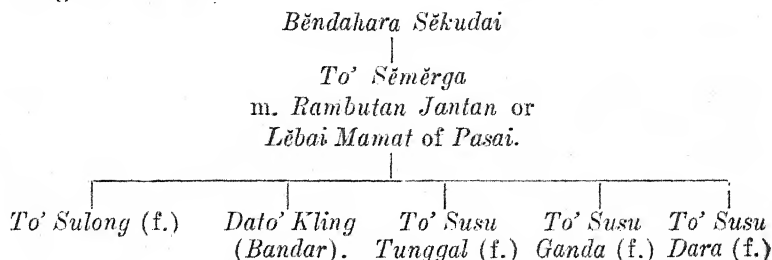 Bĕndahara Sĕkudai
To' Sĕmĕrga
m. Rambutan Jantan or
Lĕbai Mamat of Pasai.
To' Sulong (f.) Dato' Kling To' Susu To' Susu To' Susu
(Bandar). Tunggal (f.) Ganda (f.) Dara (f.)